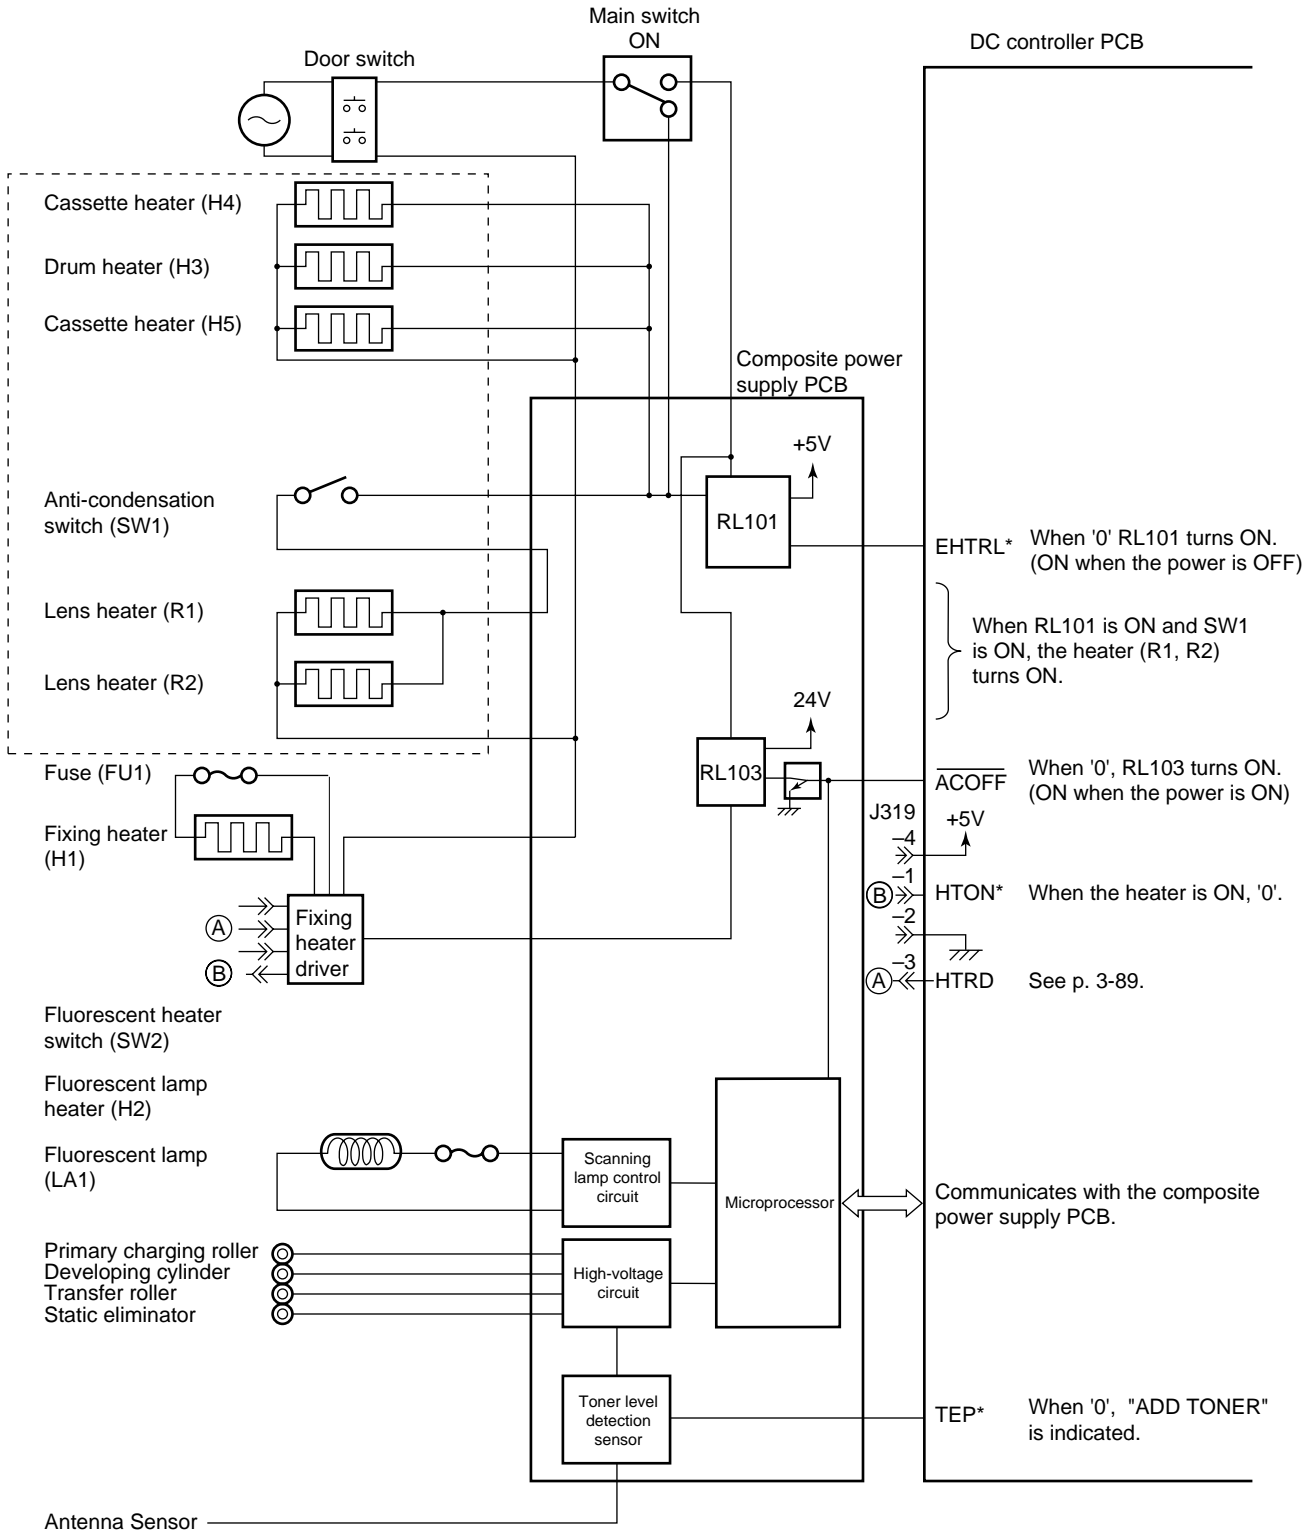 Main switch
ON
DC controller PCB
Door switch
Cassette heater (H4)
Drum heater (H3)
Cassette heater (H5)
Composite power
supply PCB
+5V
Anti-condensation
switch (SW1)
RL101
EHTRL*
When '0' RL101 turns ON.
(ON when the power is OFF)
Lens heater (R1)
When RL101 is ON and SW1
is ON, the heater (R1, R2)
turns ON.
Lens heater (R2)
24V
Fuse (FU1)
RL103
ACOFF
When '0', RL103 turns ON.
(ON when the power is ON)
J319
+5V
Fixing heater
(H1)
–4
–1
B
HTON*
When the heater is ON, '0'.
–2
A
B
Fixing
heater
driver
–3
A
HTRD
See p. 3-89.
Fluorescent heater
switch (SW2)
Fluorescent lamp
heater (H2)
Fluorescent lamp
(LA1)
Scanning
lamp control
circuit
Microprocessor
Communicates with the composite
power supply PCB.
Primary charging roller
Developing cylinder
Transfer roller
Static eliminator
High-voltage
circuit
Toner level
detection
sensor
TEP*
When '0', "ADD TONER"
is indicated.
Antenna Sensor